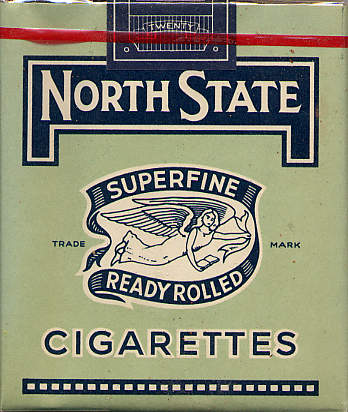 TWENTY
NORTH STATE
SUPERFINE
TRADE MARK
READY ROLLED
CIGARETTES